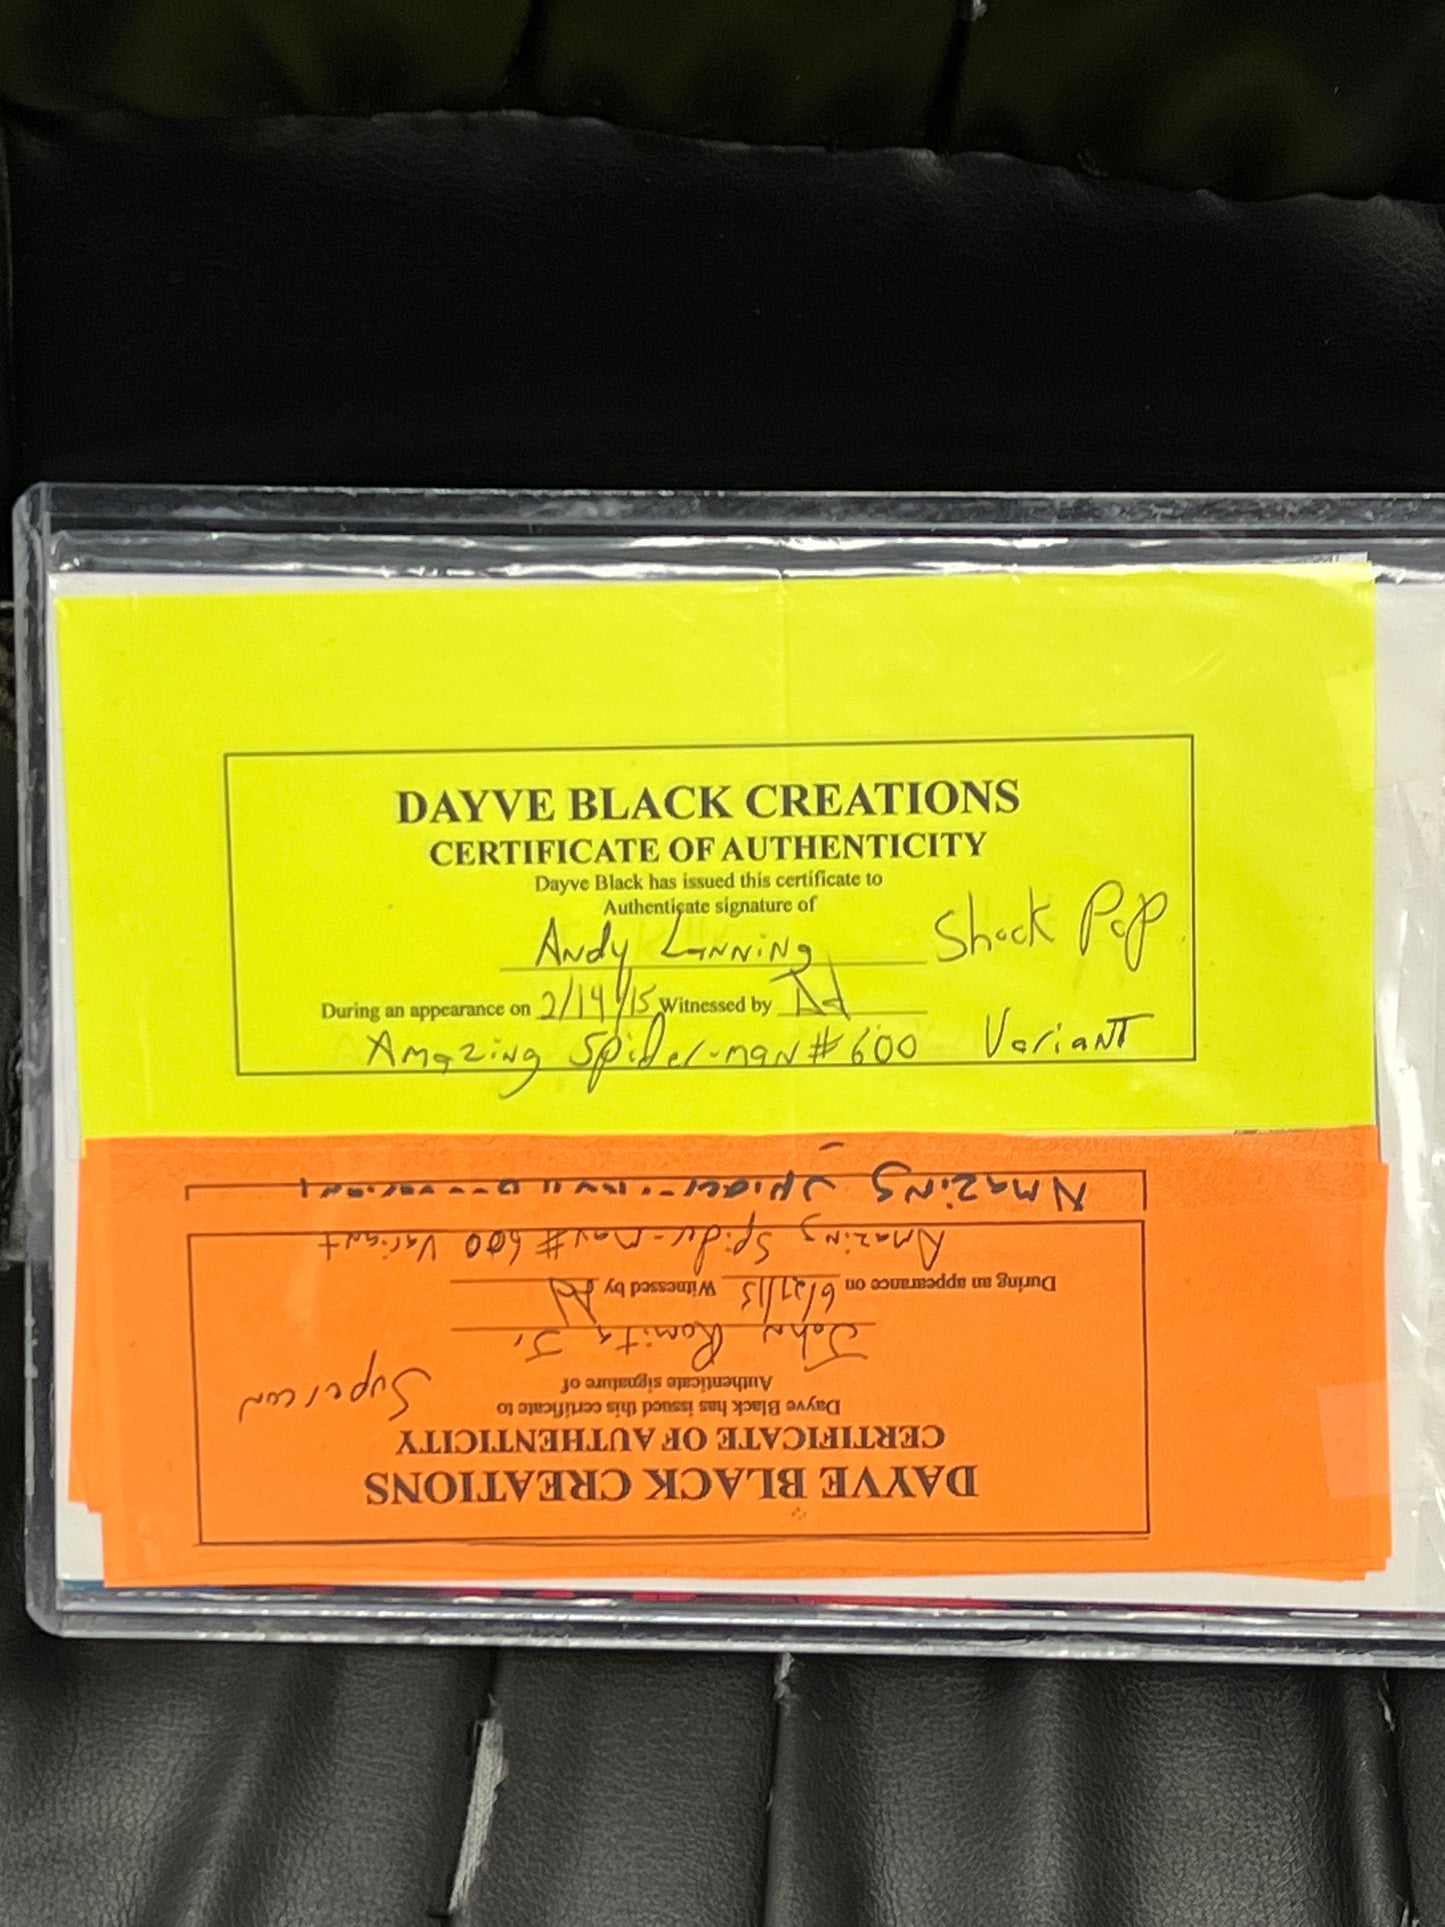 DAYVE BLACK CREATIONS
CERTIFICATE OF AUTHENTICITY
Dayve Black has issued this certificate to
Authenticate signature of
Andy Lanning Shock Pop
During an appearance on 2/14/15 Witnessed by
Amazing Spider-man #600 Variant
DAYVE BLACK CREATIONS
CERTIFICATE OF AUTHENTICITY
Dayve Black has issued this certificate to
Authenticate signature of
Supercon
John Romita Jr
During an appearance on 6/27/15 Witnessed by
Amazing Spider-Man #600 Variant
Amazing Spider-